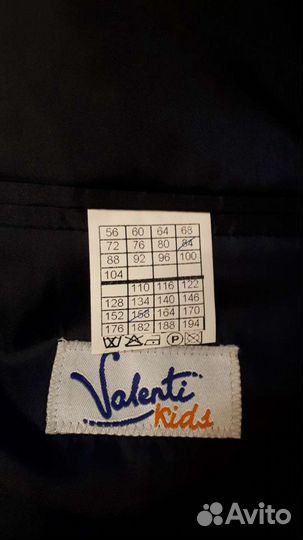 56 60 64 68
72 76 80 84
88 92 96 100
104
110 116 122
128 134 140 146
152 158 164 170
176 182 188 194
P
Valenti
Kids
Avito